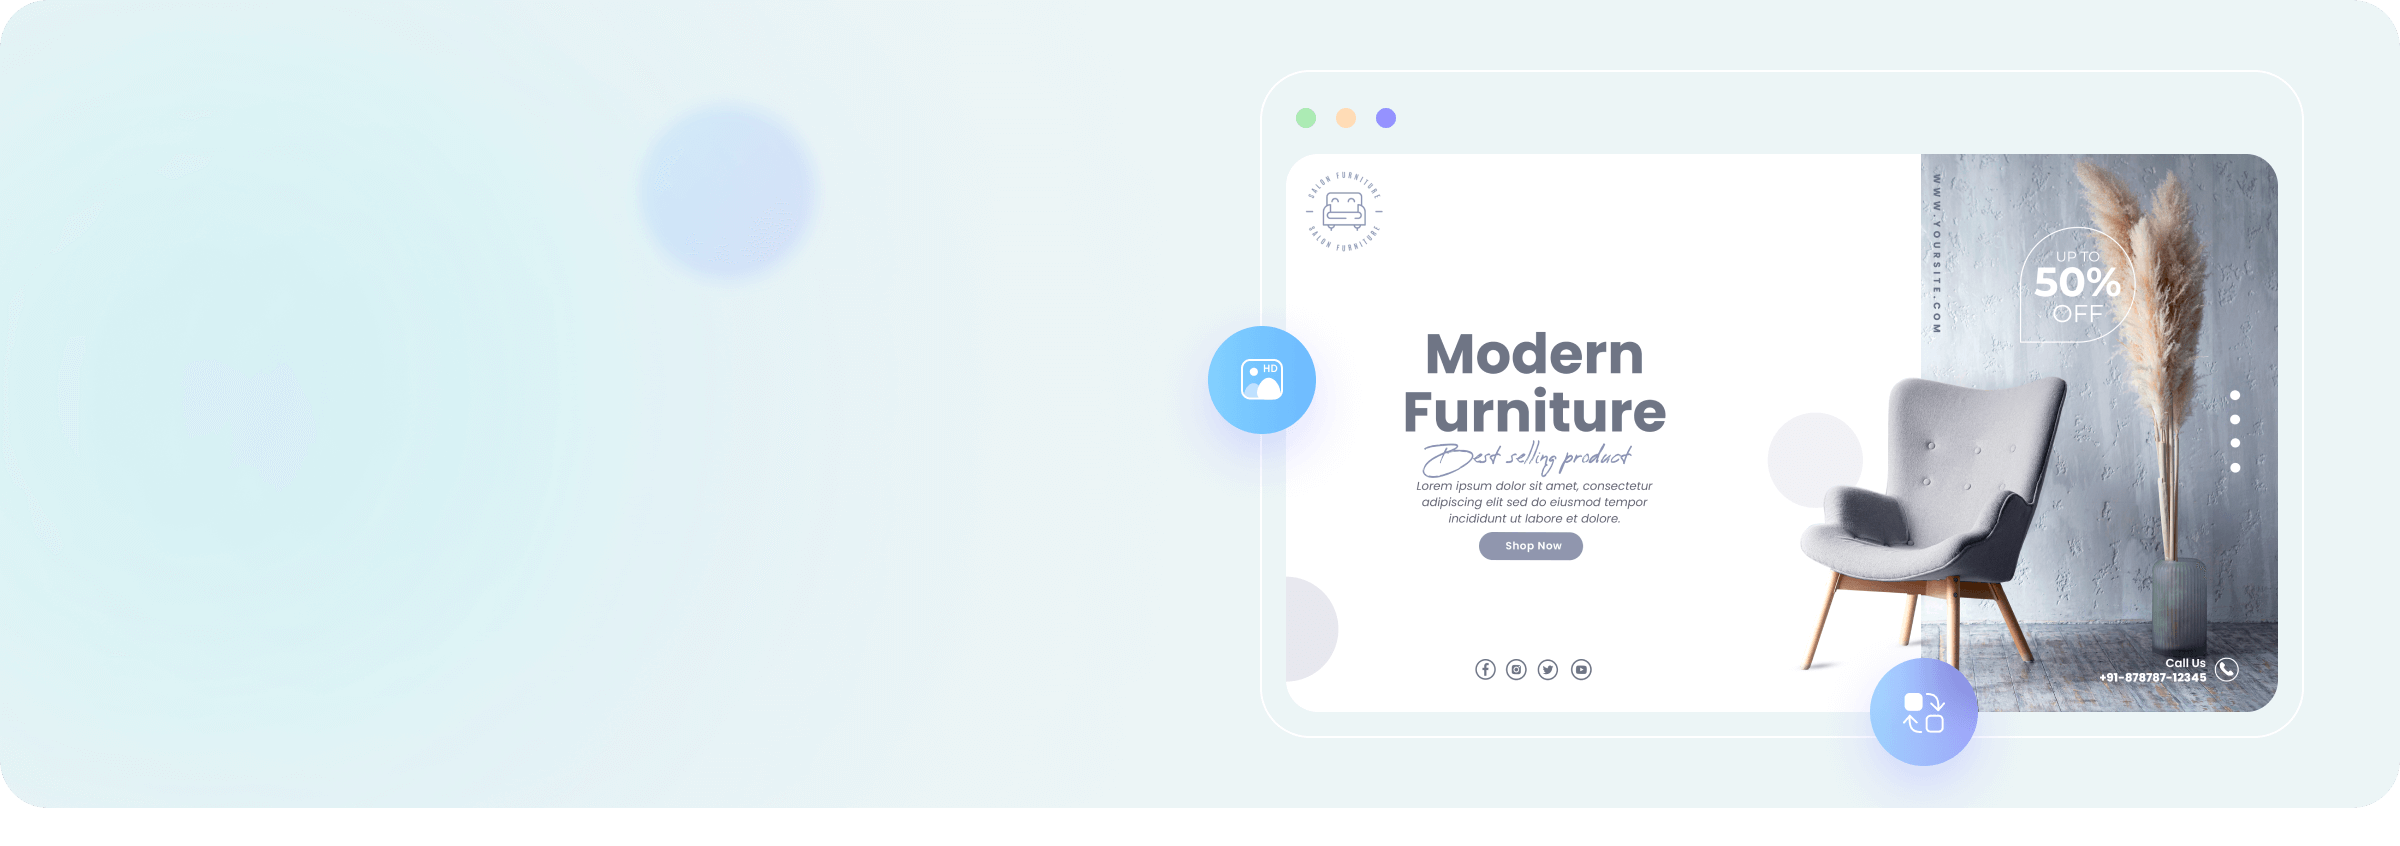 SALON FURNITURE
SALON FURNITURE
WWW.YOURSITE.COM
UP TO
50%
OFF
HD
Modern
Furniture
Best selling product
Lorem ipsum dolor sit amet, consectetur
adipiscing elit sed do eiusmod tempor
incididunt ut labore et dolore.
Shop Now
Call Us
+91-878787-12345